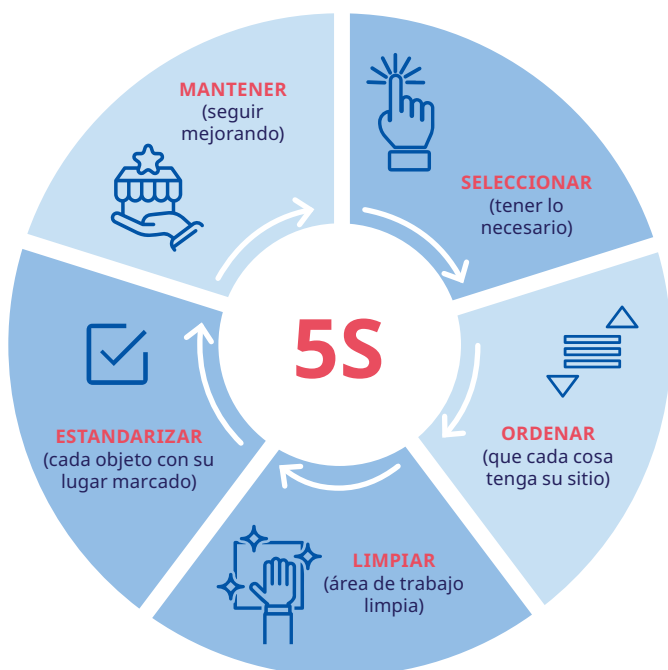 MANTENER
(seguir
mejorando)
SELECCIONAR
(tener lo
necesario)
5S
ESTANDARIZAR
(cada objeto con su
lugar marcado)
ORDENAR
(que cada cosa
tenga su sitio)
LIMPIAR
(área de trabajo
limpia)